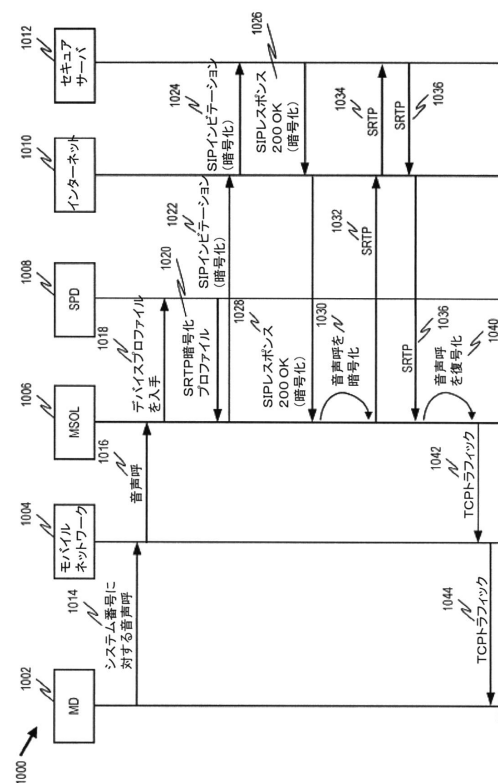 1000
1002
MD
1004
モバイル
ネットワーク
1006
MSOL
1008
SPD
1010
インターネット
1012
セキュア
サーバ
1014
システム番号に
対する音声呼
1016
音声呼
1018
デバイスプロファイル
を入手
1020
SRTP暗号化
プロファイル
1022
SIPインビテーション
(暗号化)
1024
SIPインビテーション
(暗号化)
1026
SIPレスポンス
200 OK
(暗号化)
1028
SIPレスポンス
200 OK
(暗号化)
1030
音声呼を
暗号化
1032
SRTP
1034
SRTP
1036
SRTP
1036
SRTP
1040
音声呼
を復号化
1042
TCPトラフィック
1044
TCPトラフィック